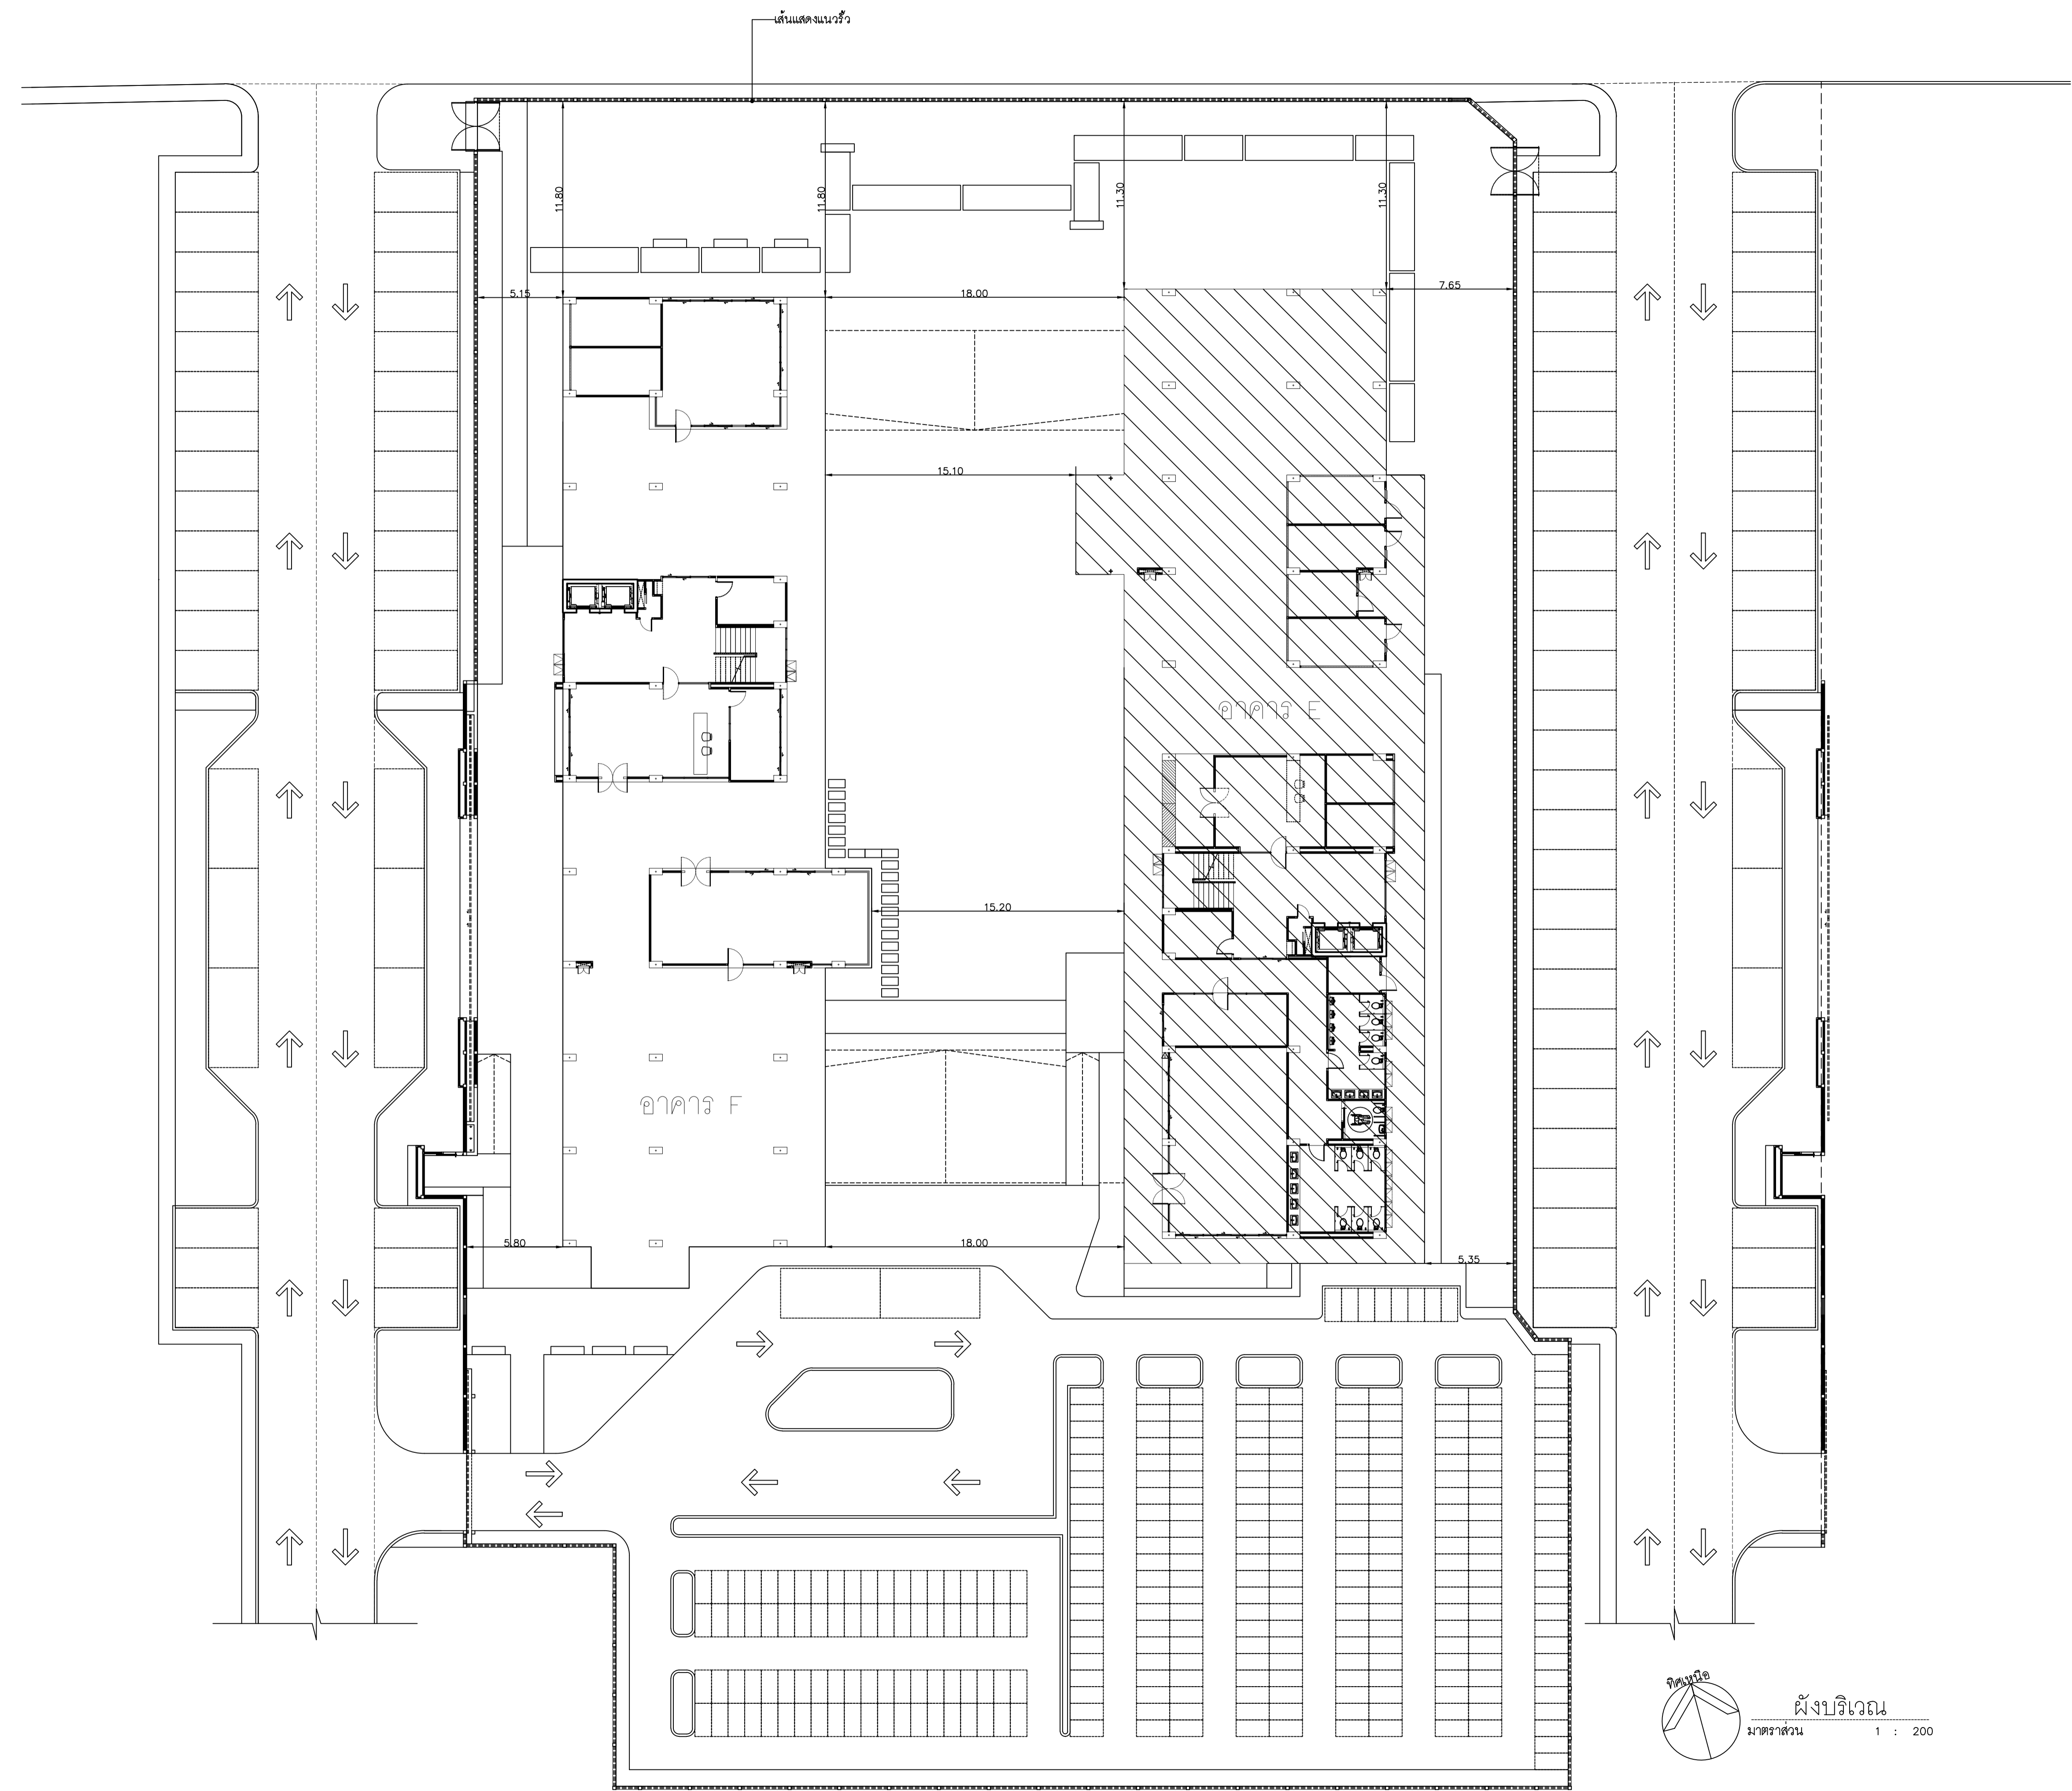 เส้นแสดงแนวรั้ว
11.80
11.80
11.30
11.30
5.15
18.00
7.65
15.10
อาคาร E
15.20
อาคาร F
5.80
18.00
5.35
ทิศเหนือ
ผังบริเวณ
มาตราส่วน 1 : 200